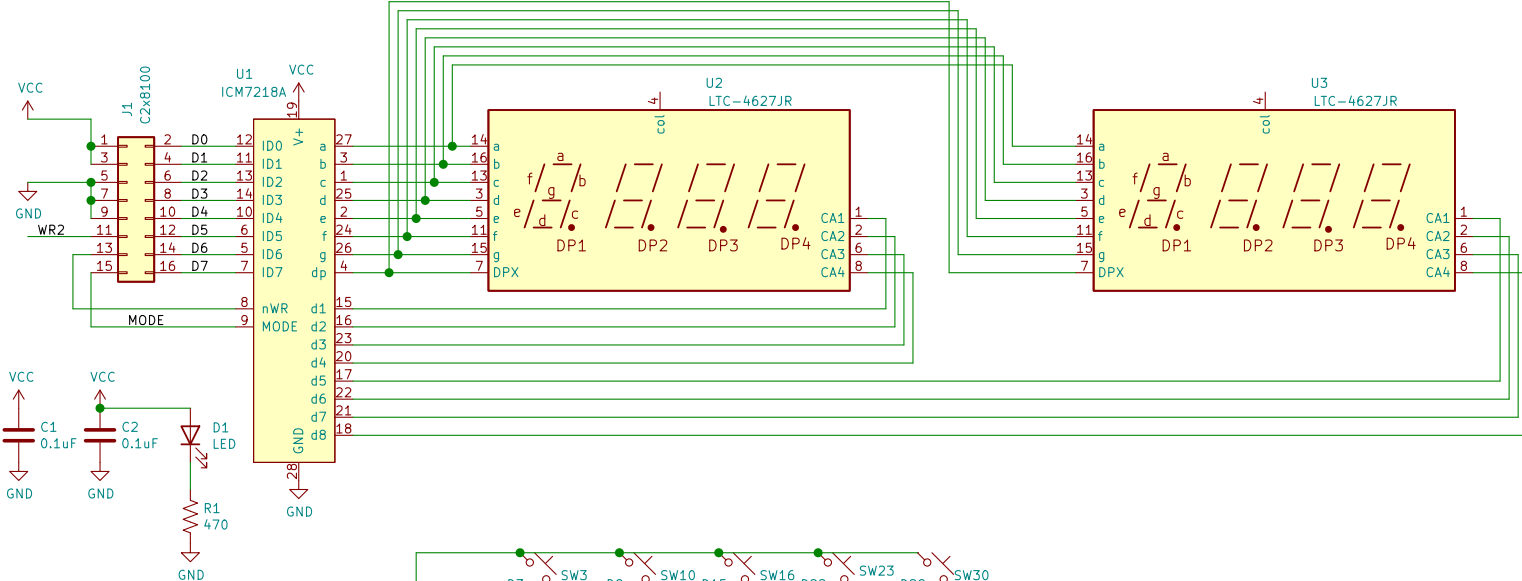 VCC
J1
C2x8100
1 2 D0
3 4 D1
5 6 D2
7 8 D3
9 10 D4
11 12 D5
13 14 D6
15 16 D7
GND
WR2
MODE
U1
ICM7218A
VCC
19
V+
12 ID0 a 27
11 ID1 b 3
13 ID2 c 1
14 ID3 d 25
10 ID4 e 2
6 ID5 f 24
5 ID6 g 26
7 ID7 dp 4
8 nWR d1 15
9 MODE d2 16
d3 23
d4 20
d5 17
d6 22
d7 21
d8 18
GND
28
GND
U2
LTC-4627JR
4
col
14 a
16 b
13 c
3 d
5 e
11 f
15 g
7 DPX
a
f b
g
e d c
DP1 DP2 DP3 DP4
CA1 1
CA2 2
CA3 6
CA4 8
U3
LTC-4627JR
4
col
14 a
16 b
13 c
3 d
5 e
11 f
15 g
7 DPX
a
f b
g
e d c
DP1 DP2 DP3 DP4
CA1 1
CA2 2
CA3 6
CA4 8
VCC
C1
0.1uF
GND
VCC
C2
0.1uF
GND
D1
LED
R1
470
GND
SW3
SW10
SW16
SW23
SW30